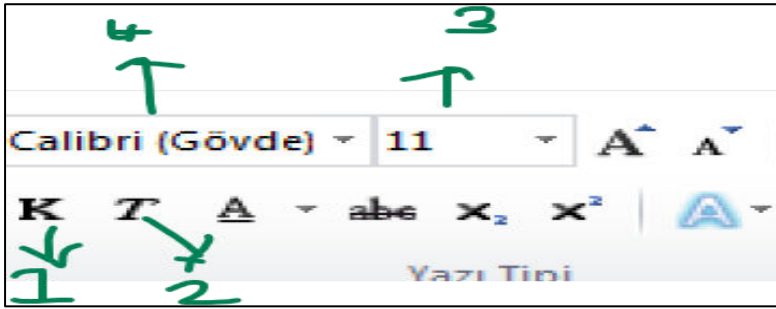 4 3
Calibri (Gövde) 11 A A
K T A abc x₂ x²  A
1 2 Yazı Tipi